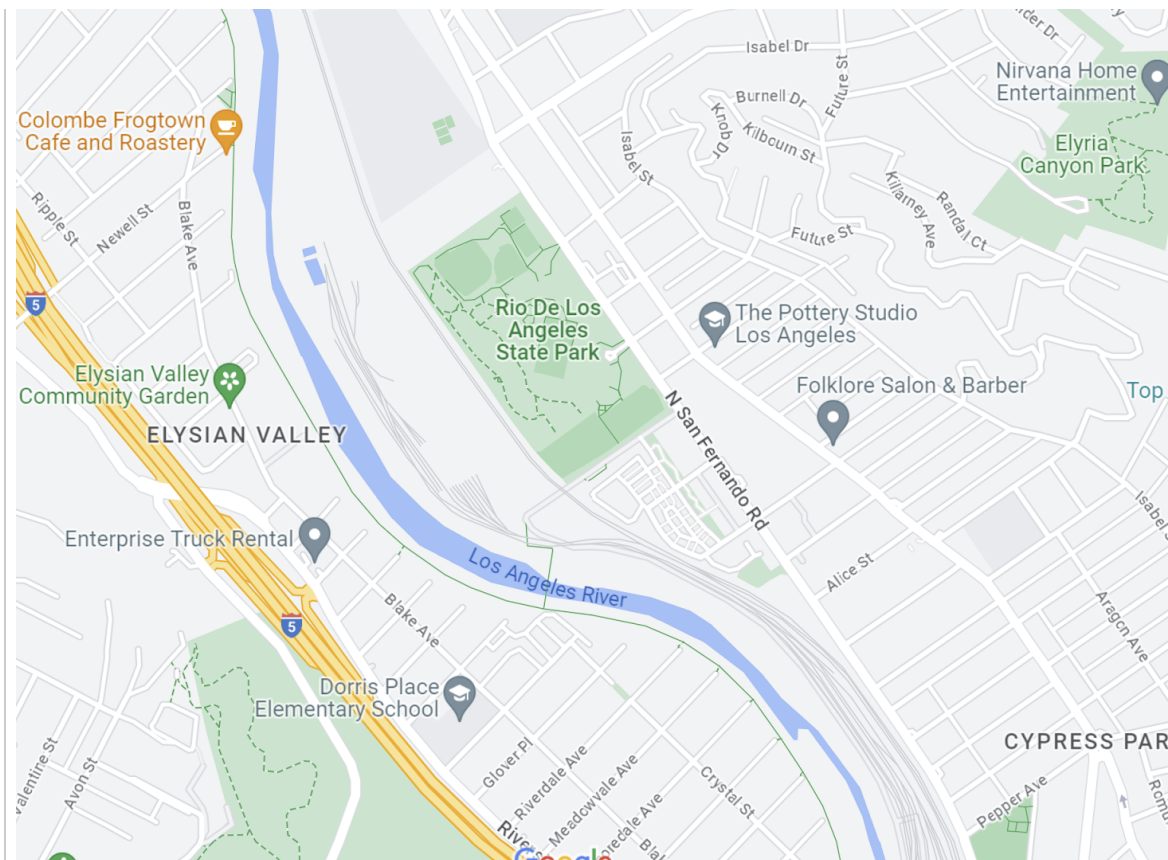 Isabel Dr
Nirvana Home
Entertainment
Burnell Dr
Future St
Colombe Frogtown
Cafe and Roastery
Knob Dr
Kilbourn St
Isabel St
Elyria
Canyon Park
Ripple St
Newell St
Blake Ave
Killarney Ave
Randal Ct
Future St
5
Rio De Los
Angeles
State Park
The Pottery Studio
Los Angeles
Elysian Valley
Community Garden
Folklore Salon & Barber
Top
ELYSIAN VALLEY
N San Fernando Rd
Enterprise Truck Rental
Los Angeles River
Alice St
Blake Ave
5
Aragon Ave
Dorris Place
Elementary School
CYPRESS PAR
Valentine St
Avon St
Glover Pl
Riverdale Ave
Meadowvale Ave
Crystal St
Pepper Ave
Google